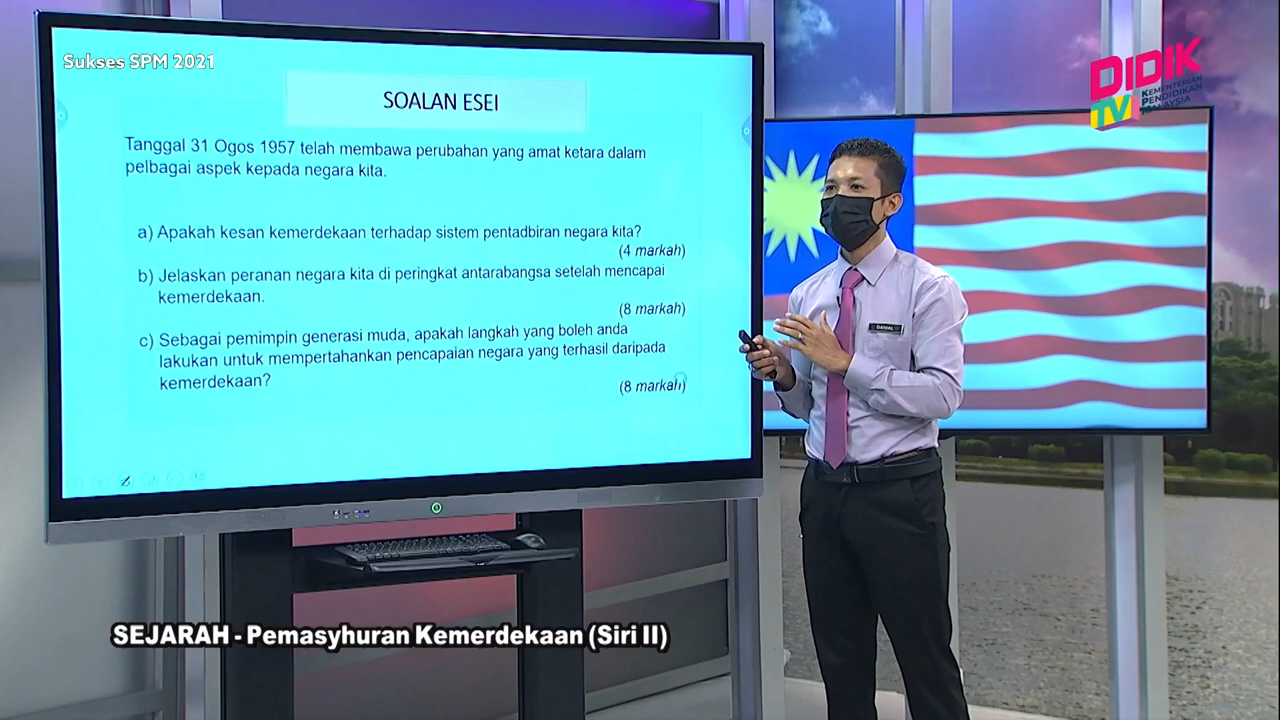 Sukses SPM 2021
DIDIK
TV
KEMENTERIAN
PENDIDIKAN
MALAYSIA
SOALAN ESEI
Tanggal 31 Ogos 1957 telah membawa perubahan yang amat ketara dalam
pelbagai aspek kepada negara kita.
a) Apakah kesan kemerdekaan terhadap sistem pentadbiran negara kita?
(4 markah)
b) Jelaskan peranan negara kita di peringkat antarabangsa setelah mencapai
kemerdekaan.
(8 markah)
c) Sebagai pemimpin generasi muda, apakah langkah yang boleh anda
lakukan untuk mempertahankan pencapaian negara yang terhasil daripada
kemerdekaan?
(8 markah)
DANIAL
SEJARAH - Pemasyhuran Kemerdekaan (Siri II)